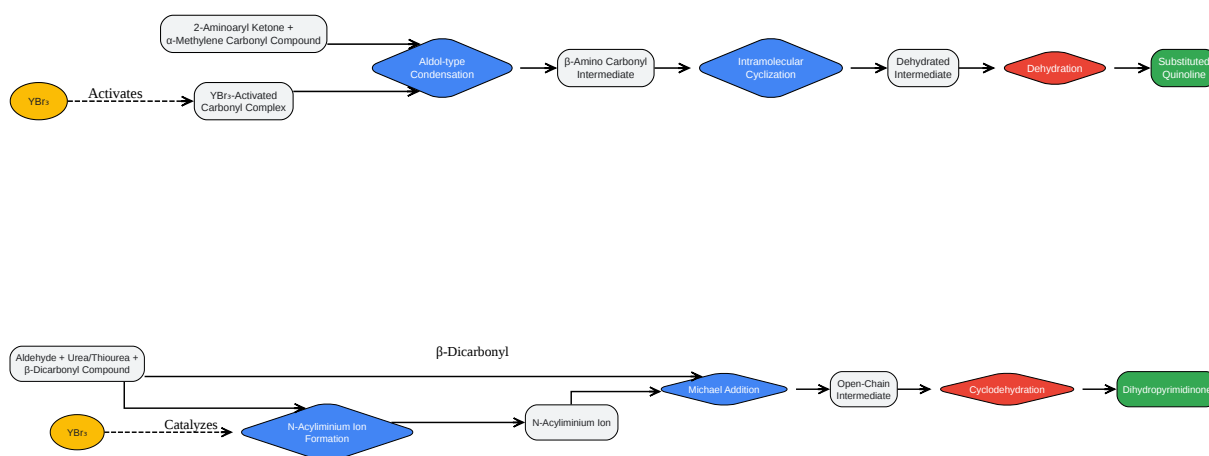 2-Aminoaryl Ketone +
α-Methylene Carbonyl Compound
YBr₃
Activates
YBr₃-Activated
Carbonyl Complex
Aldol-type
Condensation
β-Amino Carbonyl
Intermediate
Intramolecular
Cyclization
Dehydrated
Intermediate
Dehydration
Substituted
Quinoline
Aldehyde + Urea/Thiourea +
β-Dicarbonyl Compound
β-Dicarbonyl
YBr₃
Catalyzes
N-Acyliminium Ion
Formation
N-Acyliminium Ion
Michael Addition
Open-Chain
Intermediate
Cyclodehydration
Dihydropyrimidinone